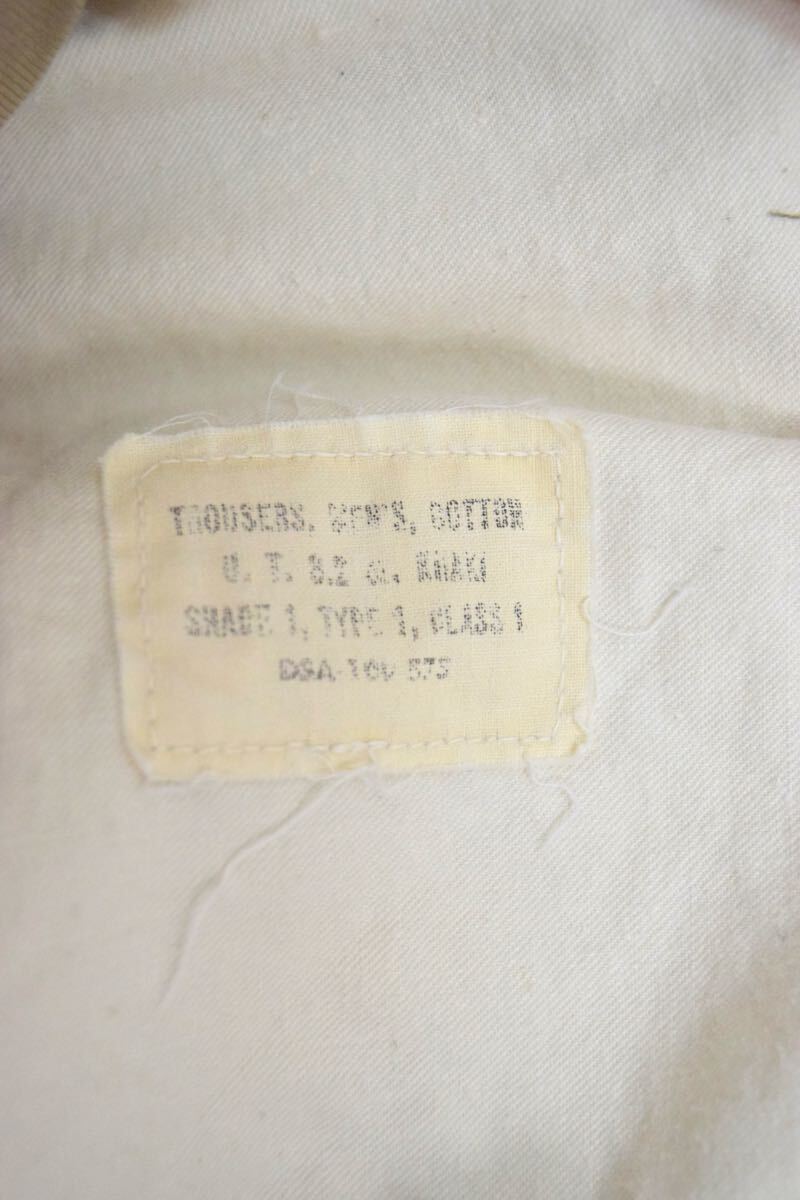 TROUSERS, MEN'S, COTTON
U. T. 8.2 oz. KHAKI
SHADE 1, TYPE 1, CLASS 1
DSA-100 575